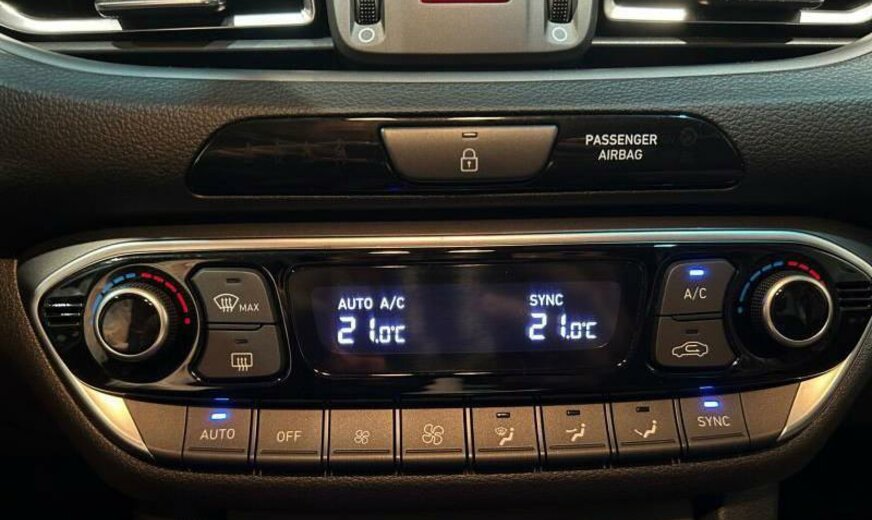 PASSENGER
AIRBAG
AUTO A/C
21.0°C
SYNC
21.0°C
MAX
A/C
AUTO
OFF
SYNC